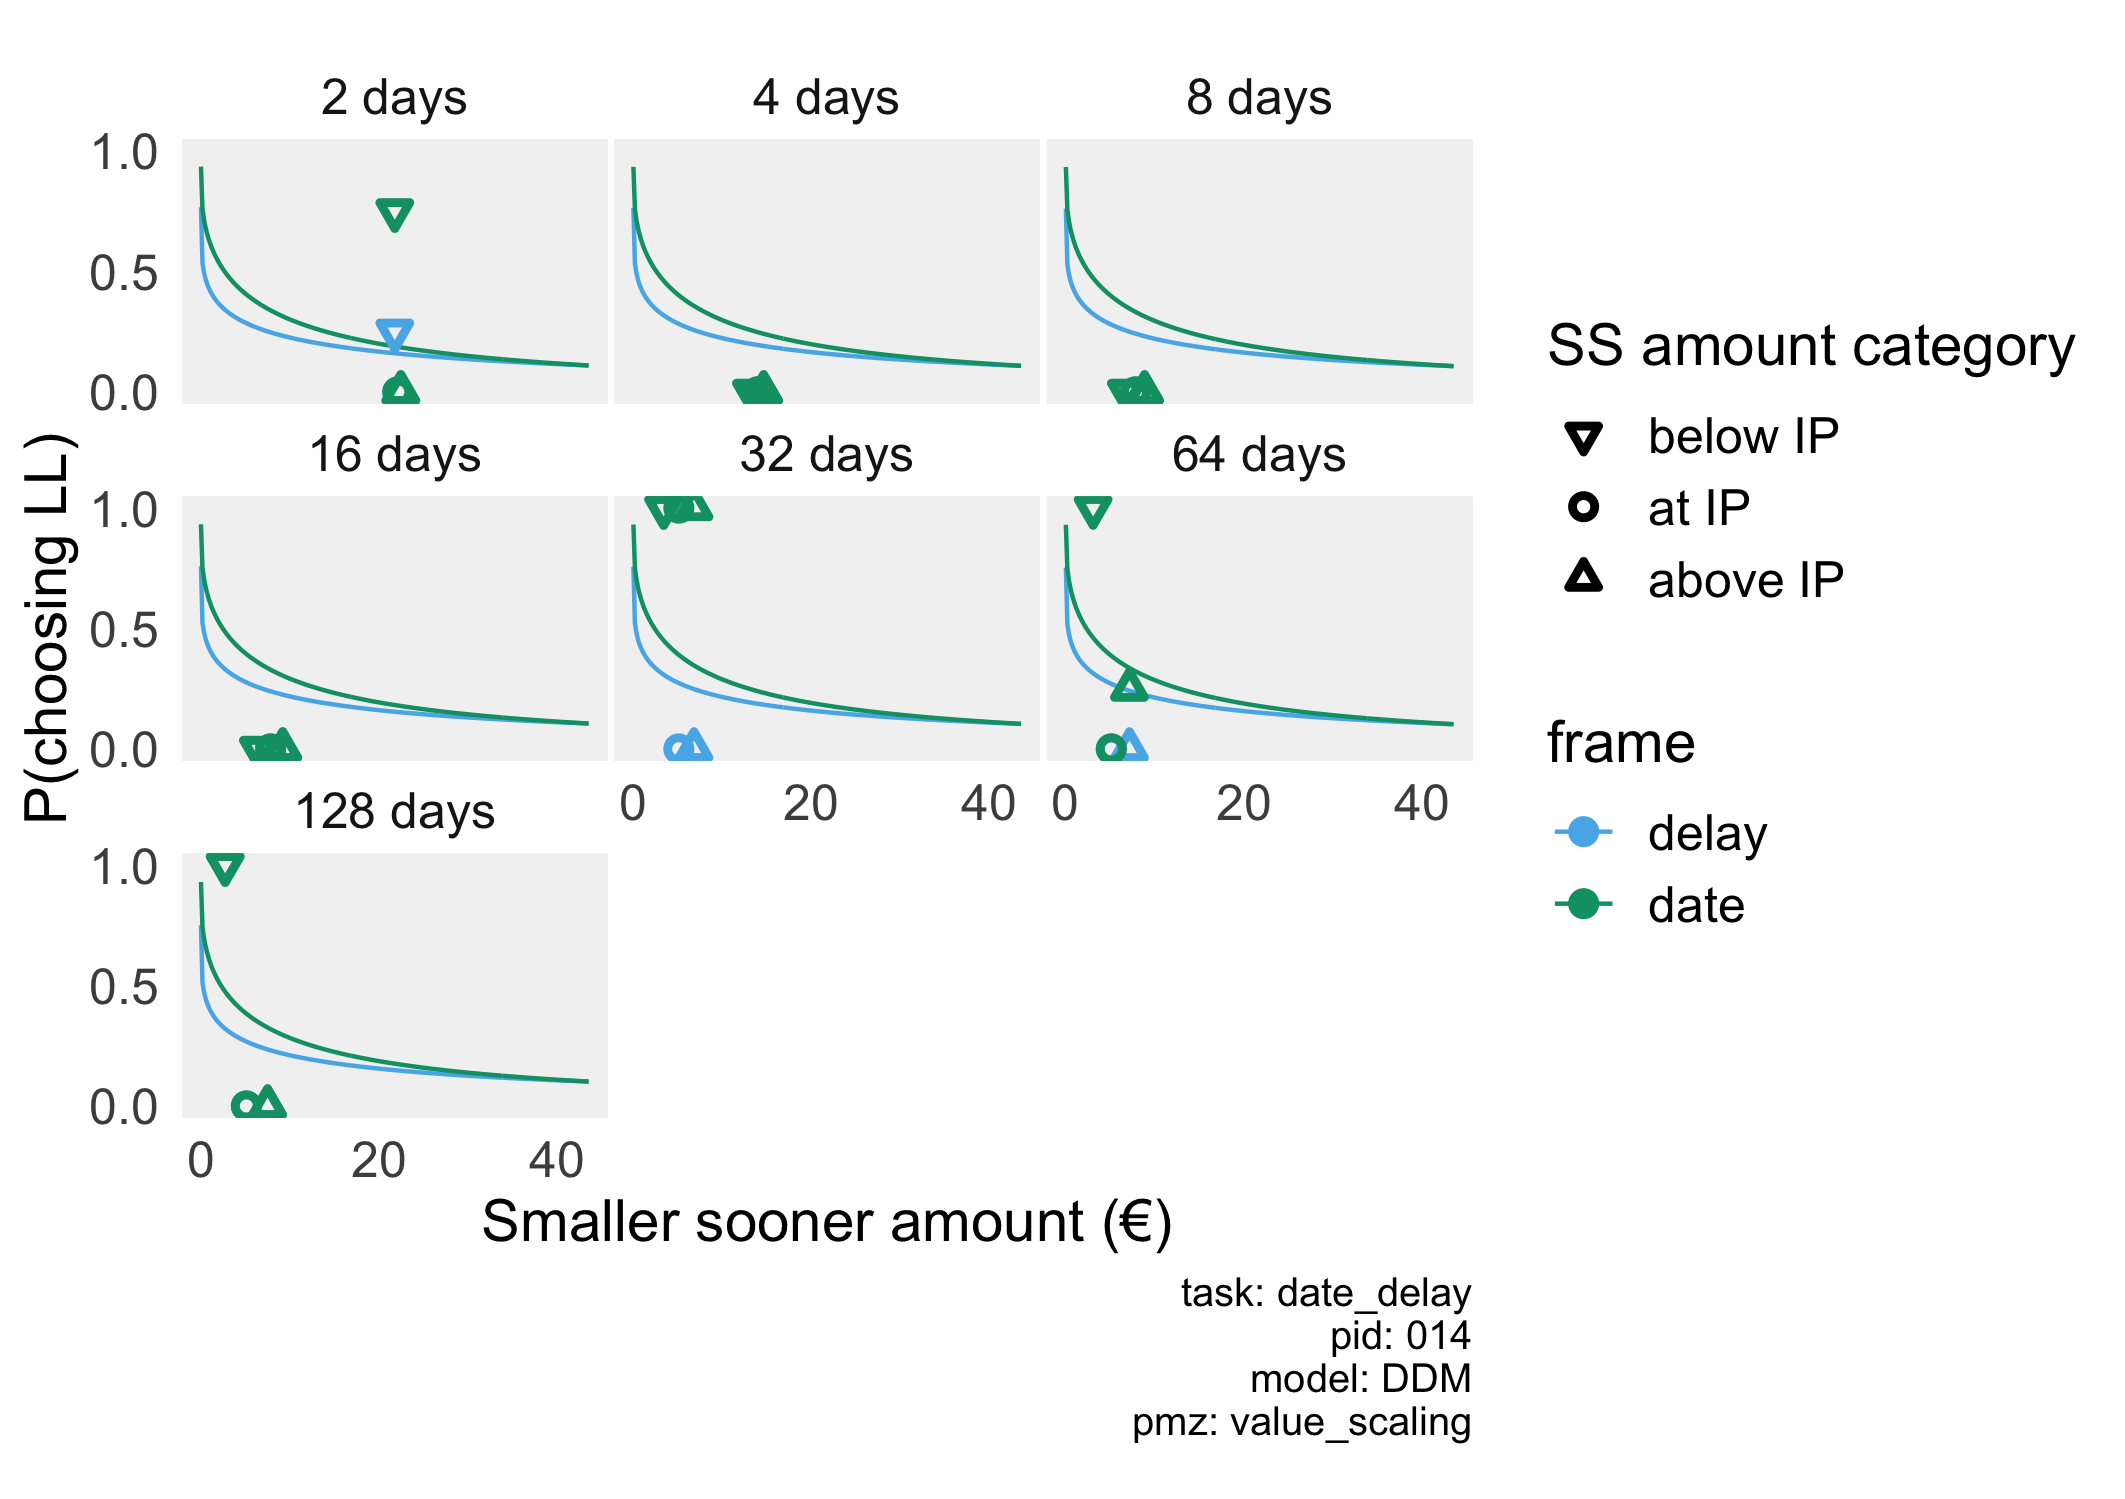 2 days
4 days
8 days
1.0
0.5
0.0
16 days
32 days
64 days
1.0
0.5
0.0
0 20 40
0 20 40
128 days
1.0
0.5
0.0
0 20 40
P(choosing LL)
Smaller sooner amount (€)
SS amount category
below IP
at IP
above IP
frame
delay
date
task: date_delay
pid: 014
model: DDM
pmz: value_scaling